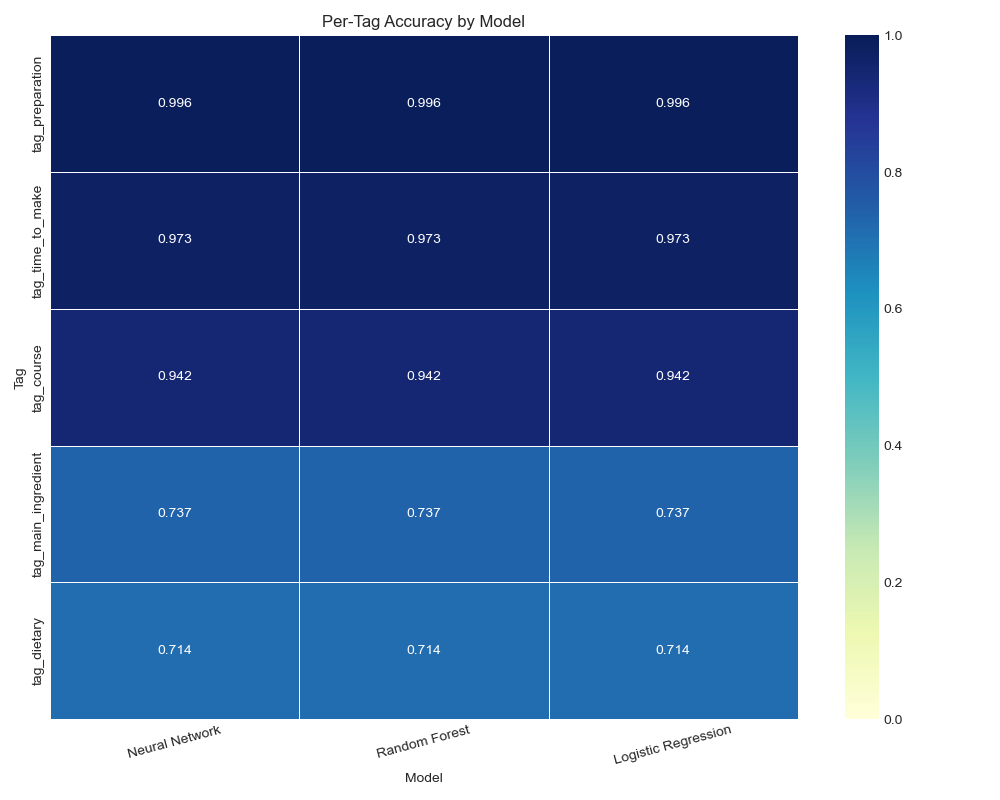 Per-Tag Accuracy by Model
Tag
tag_preparation
0.996 0.996 0.996
tag_time_to_make
0.973 0.973 0.973
tag_course
0.942 0.942 0.942
tag_main_ingredient
0.737 0.737 0.737
tag_dietary
0.714 0.714 0.714
Neural Network Random Forest Logistic Regression
Model
1.0
0.8
0.6
0.4
0.2
0.0